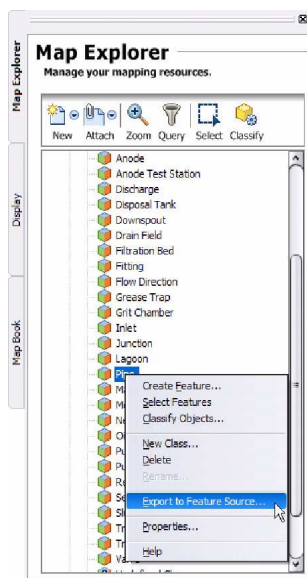 Map Explorer
Display
Map Book
Map Explorer
Manage your mapping resources.
New Attach Zoom Query Select Classify
Anode
Anode Test Station
Discharge
Disposal Tank
Downspout
Drain Field
Filtration Bed
Fitting
Flow Direction
Grease Trap
Grit Chamber
Inlet
Junction
Lagoon
Create Feature...
Select Features
Classify Objects...
New Class...
Delete
Rename...
Export to Feature Source...
Properties...
Help